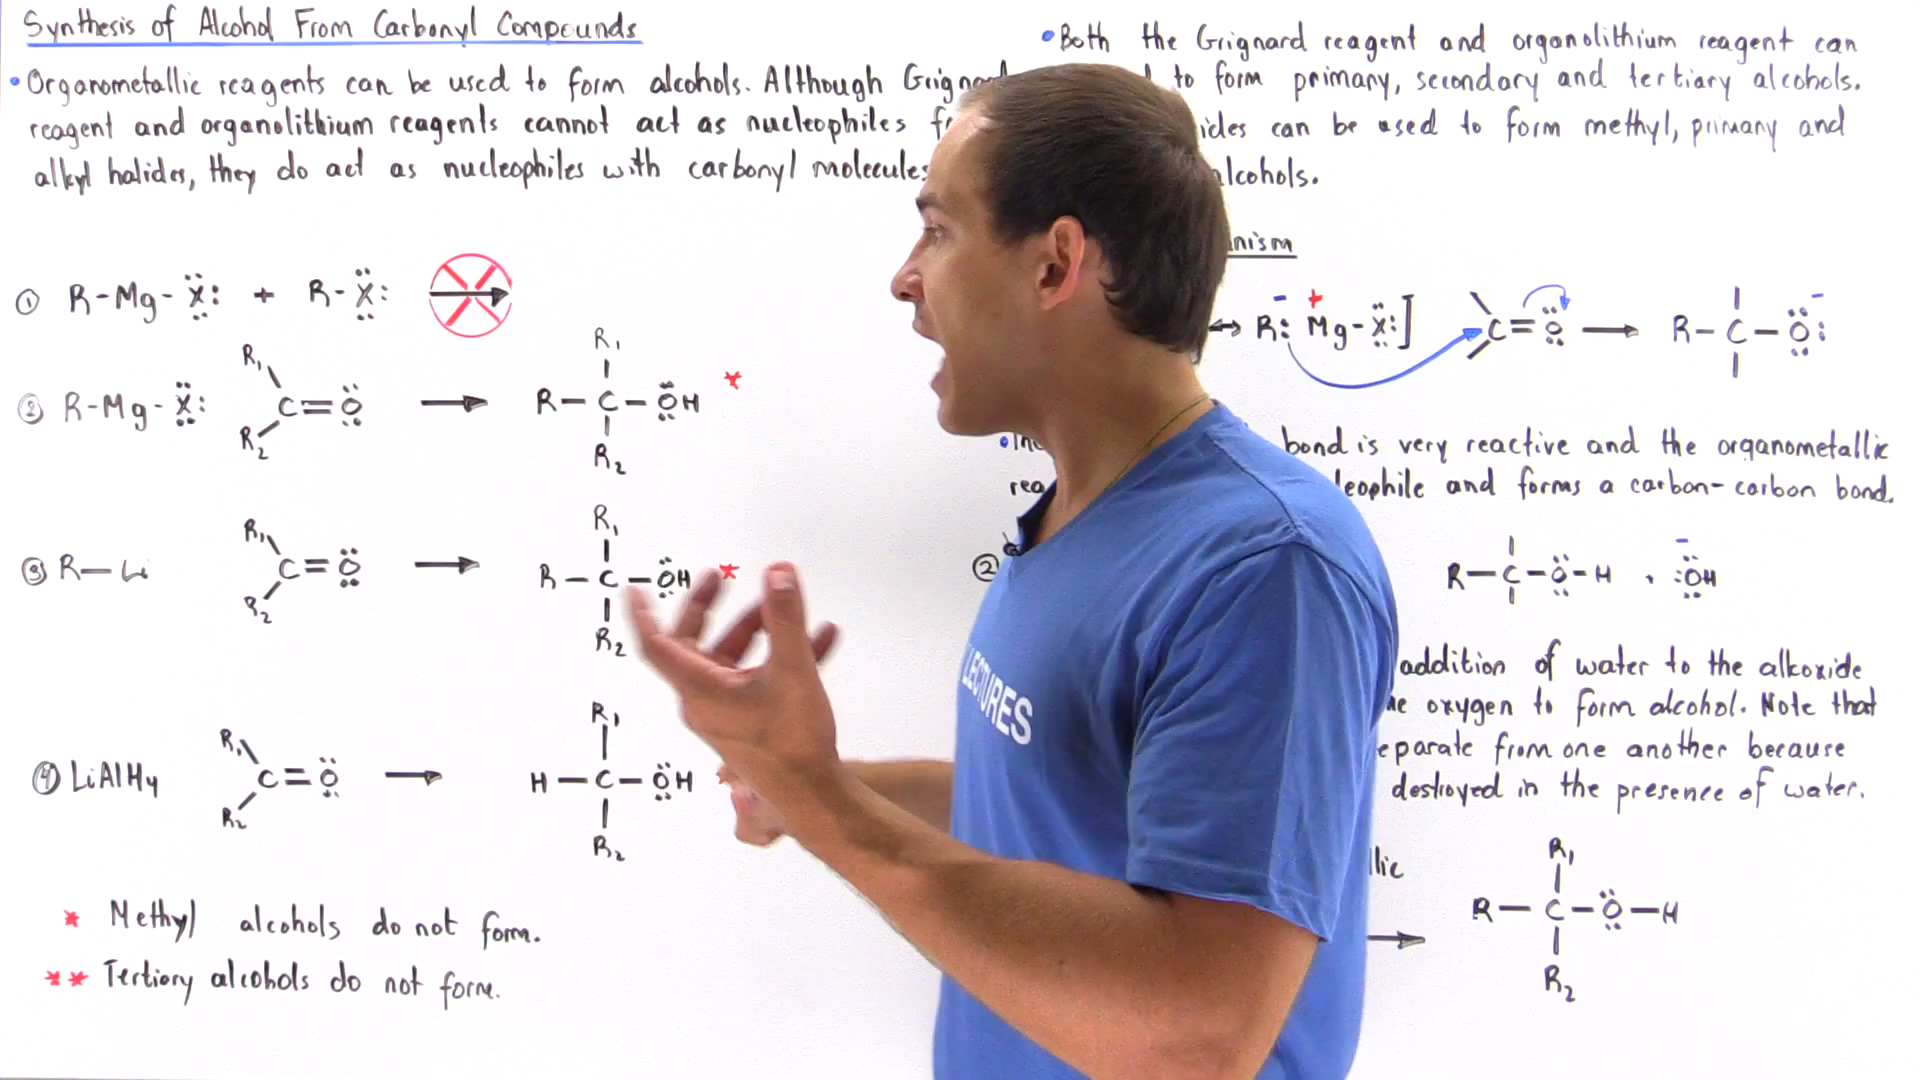 Synthesis of Alcohol From Carbonyl Compounds
• Organometallic reagents can be used to form alcohols. Although Grignard
reagent and organolithium reagents cannot act as nucleophiles
alkyl halides, they do act as nucleophiles with carbonyl molecules
① R-Mg-X: + R-X:
② R-Mg-X: R₁ R₂ C=O → R-C-OH R₁ R₂ *
③ R-Li R₁ R₂ C=O → R-C-OH R₁ R₂ *
④ LiAlH4 R₁ R₂ C=O → H-C-OH R₁ R₂
* Methyl alcohols do not form.
** Tertiary alcohols do not form.
• Both the Grignard reagent and organolithium reagent can
to form primary, secondary and tertiary alcohols.
can be used to form methyl, primary and
alcohols.
↔ R:⁻ Mg⁺-X:] C=O → R-C-O:⁻
bond is very reactive and the organometallic
and forms a carbon-carbon bond.
② R-C-O-H + :OH⁻
addition of water to the alkoxide
oxygen to form alcohol. Note that
from one another because
destroyed in the presence of water.
→ R-C-O-H R₁ R₂
LECTURES